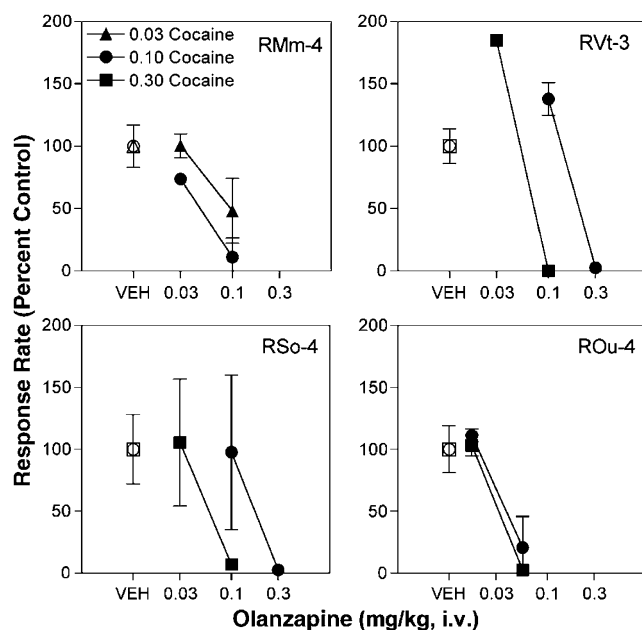 0.03 Cocaine
0.10 Cocaine
0.30 Cocaine
RMm-4
RVt-3
200
150
100
50
0
200
150
100
50
0
VEH 0.03 0.1 0.3
VEH 0.03 0.1 0.3
RSo-4
ROu-4
200
150
100
50
0
200
150
100
50
0
VEH 0.03 0.1 0.3
VEH 0.03 0.1 0.3
Response Rate (Percent Control)
Olanzapine (mg/kg, i.v.)